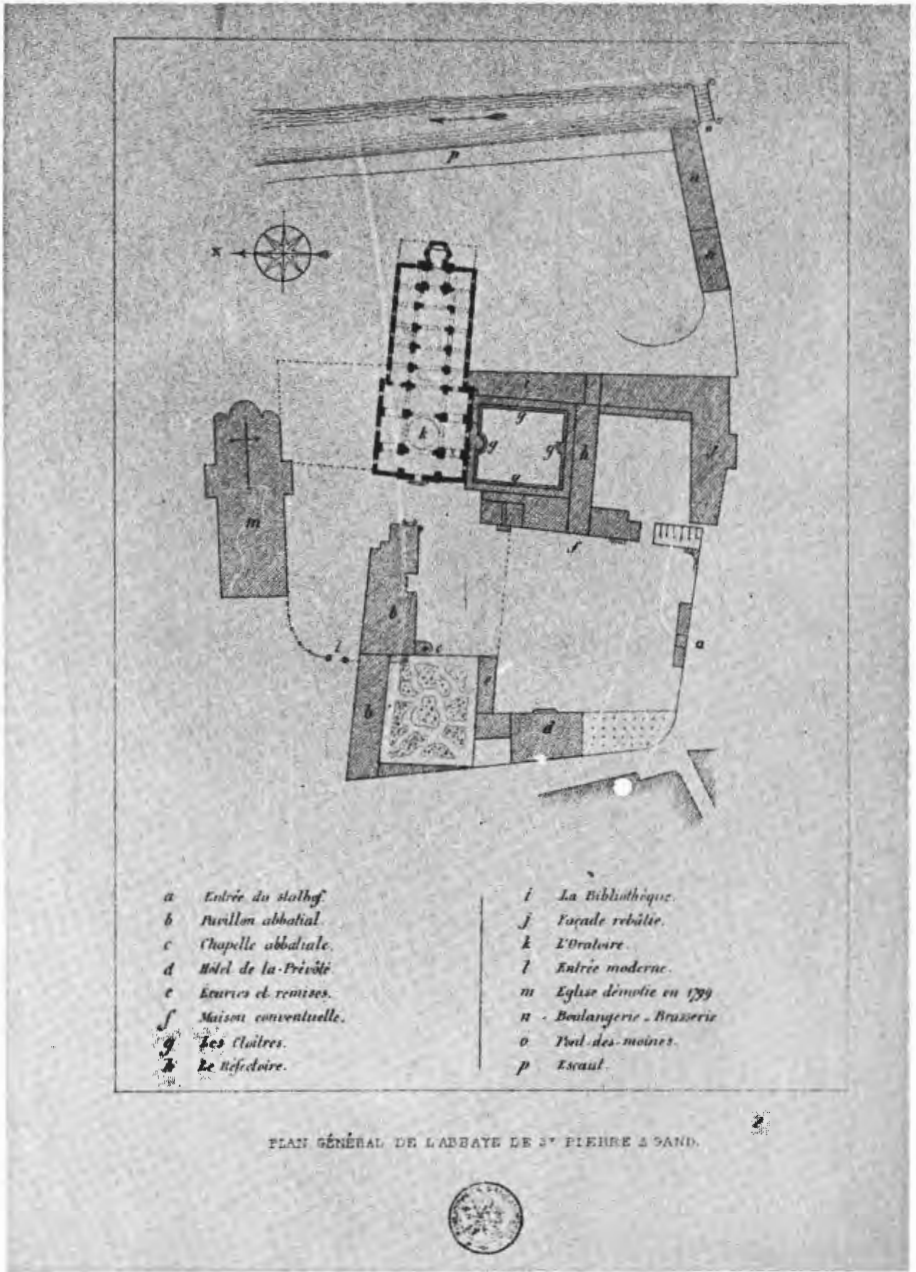 p
n
N
i
g
k
g
g
h
j
g
m
f
b
c
a
b
e
d
a Entrée du stalhof.
b Pavillon abbatial.
c Chapelle abbatiale.
d Hôtel de la Prévôté
e Ecuries et remises.
f Maison conventuelle.
g Les Cloîtres.
h Le Réfectoire.
i La Bibliothèque.
j Façade rebâtie.
k L'Oratoire.
l Entrée moderne.
m Eglise démolie en 1799
n Boulangerie - Brasserie
o Pont-des-moines.
p Escaut.
2
PLAN GÉNÉRAL DE L'ABBAYE DE ST PIERRE A GAND.